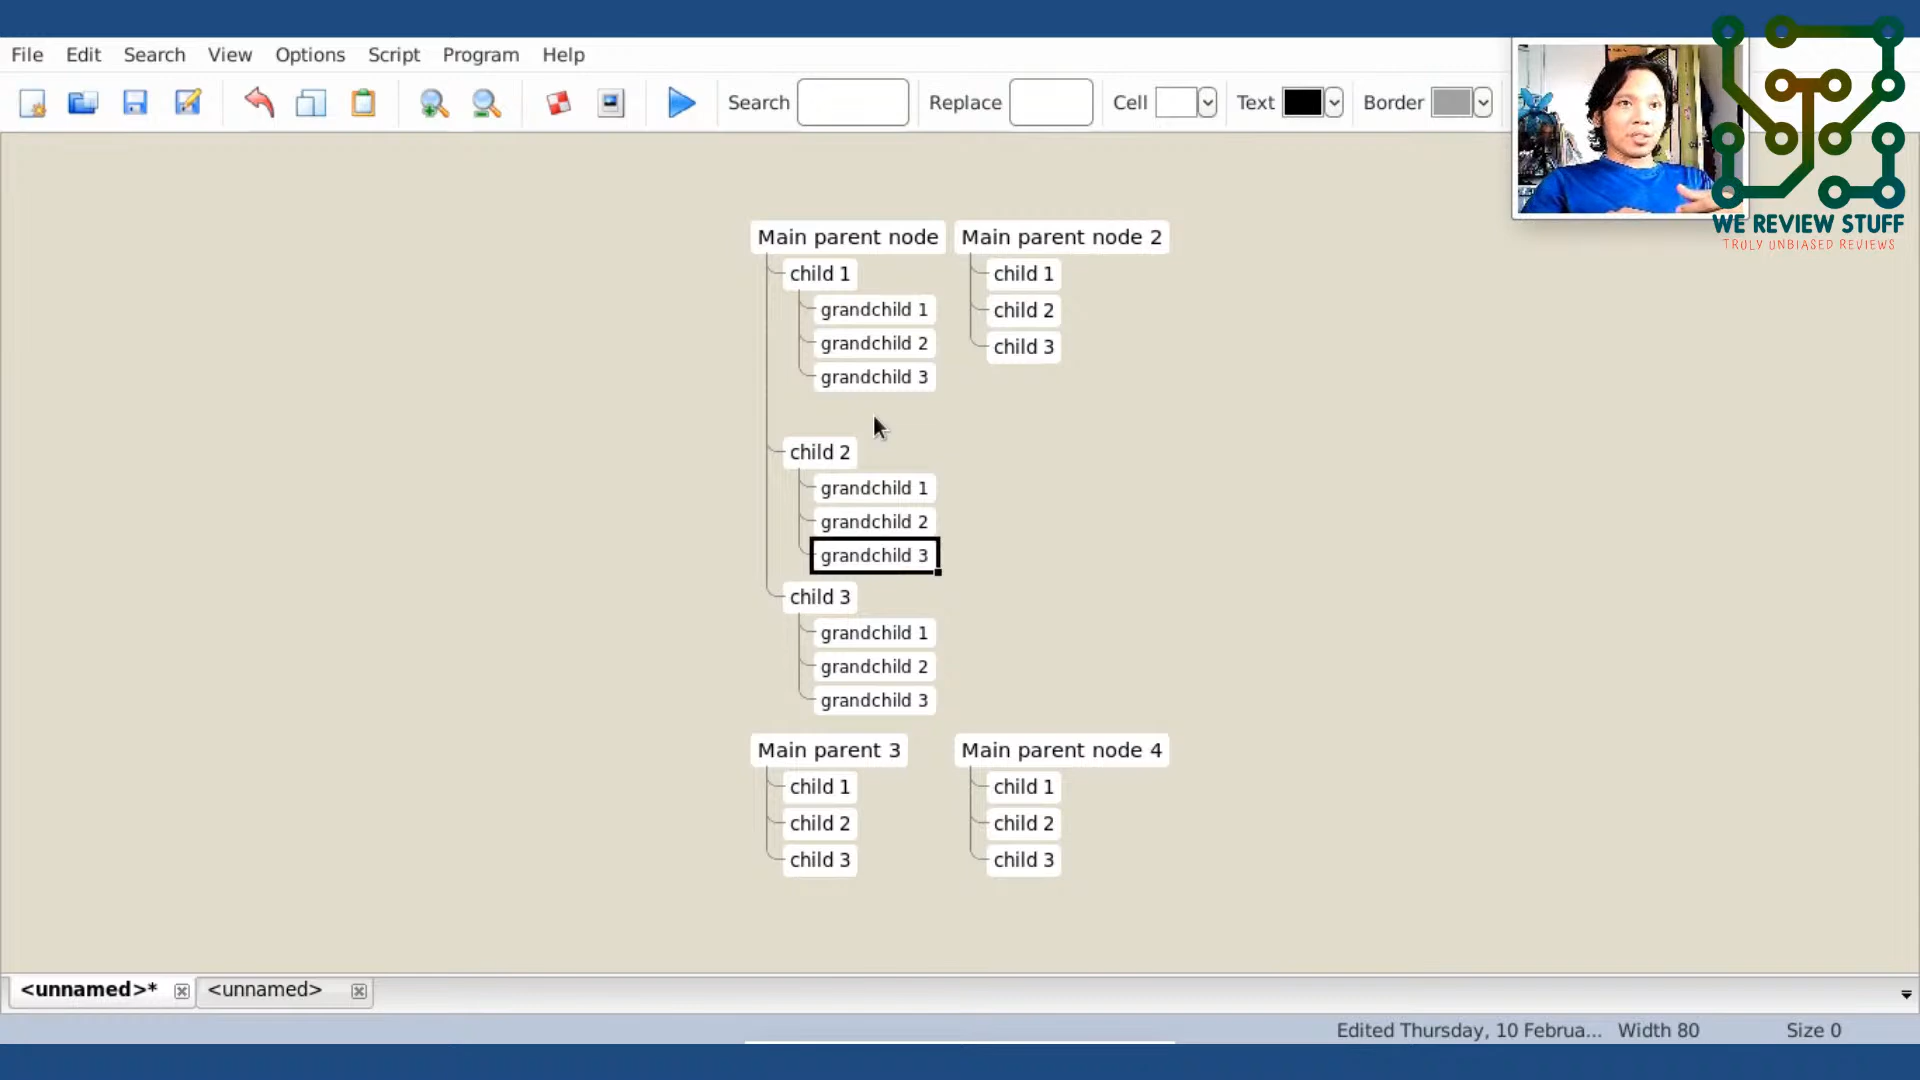 File Edit Search View Options Script Program Help
Search Replace Cell Text Border
WE REVIEW STUFF
TRULY UNBIASED REVIEWS
Main parent node Main parent node 2
child 1 child 1
grandchild 1 child 2
grandchild 2 child 3
grandchild 3
child 2
grandchild 1
grandchild 2
grandchild 3
child 3
grandchild 1
grandchild 2
grandchild 3
Main parent 3 Main parent node 4
child 1 child 1
child 2 child 2
child 3 child 3
<unnamed>* <unnamed>
Edited Thursday, 10 Februa... Width 80 Size 0